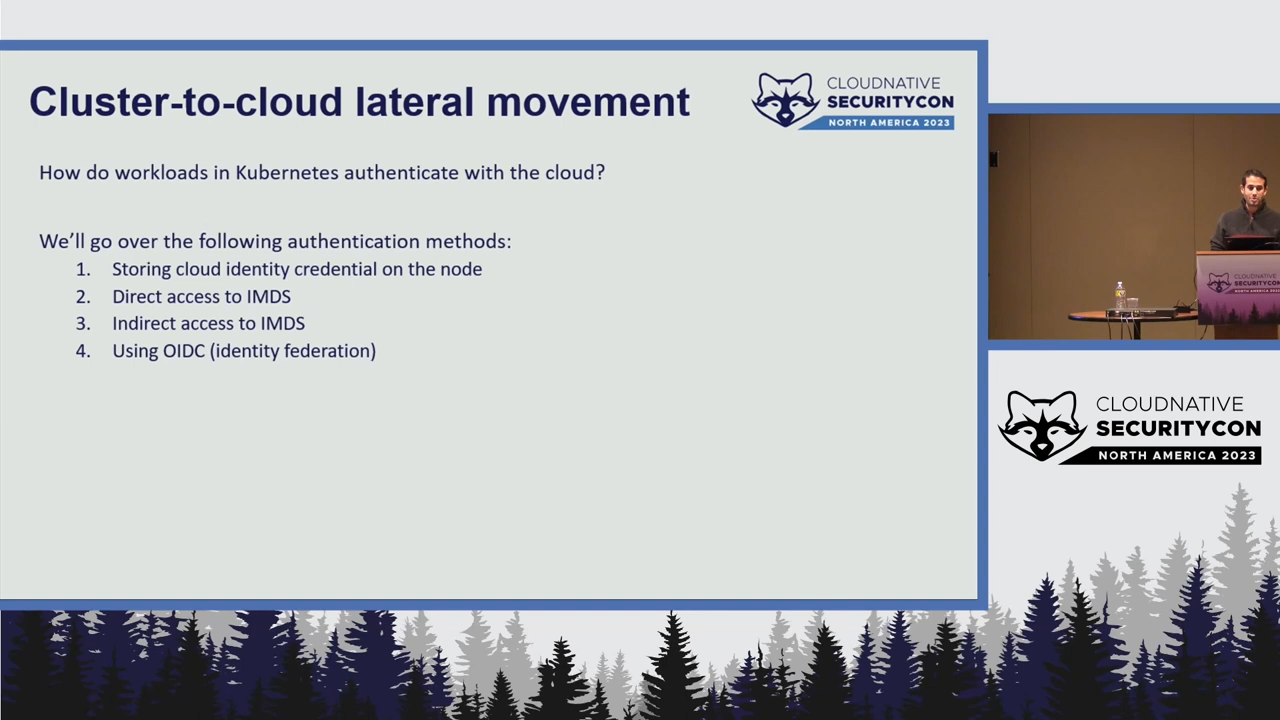 Cluster-to-cloud lateral movement
CLOUDNATIVE
SECURITYCON
NORTH AMERICA 2023
How do workloads in Kubernetes authenticate with the cloud?
We'll go over the following authentication methods:
1. Storing cloud identity credential on the node
2. Direct access to IMDS
3. Indirect access to IMDS
4. Using OIDC (identity federation)
CLOUDNATIVE
SECURITYCON
CLOUDNATIVE
SECURITYCON
NORTH AMERICA 2023